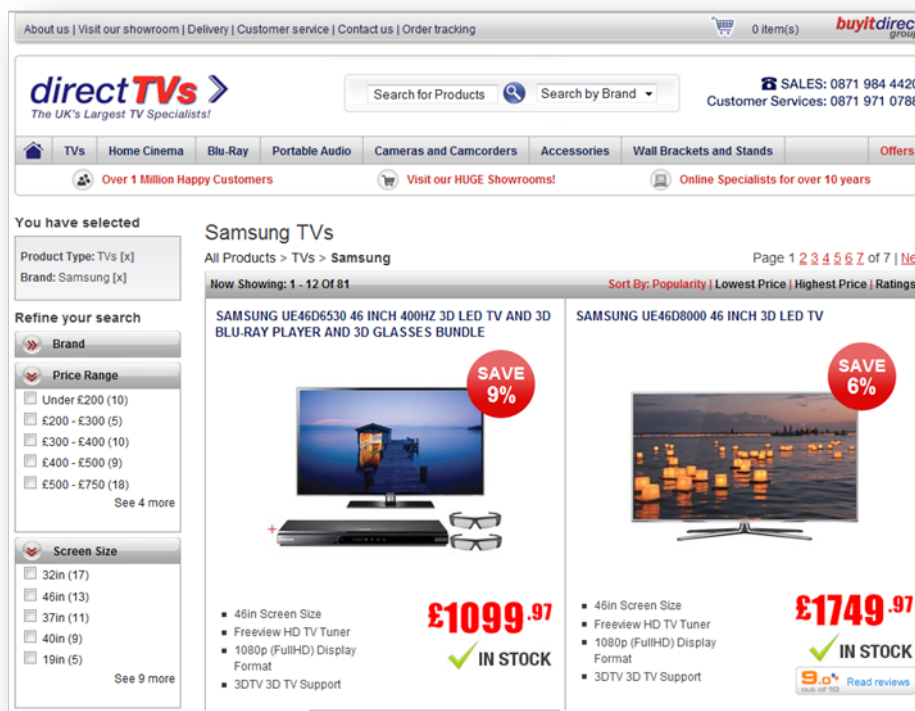 About us | Visit our showroom | Delivery | Customer service | Contact us | Order tracking
0 item(s)
buyitdirect
group
directTVs
The UK's Largest TV Specialists!
Search for Products
Search by Brand
SALES: 0871 984 4420
Customer Services: 0871 971 0788
TVs Home Cinema Blu-Ray Portable Audio Cameras and Camcorders Accessories Wall Brackets and Stands Offers
Over 1 Million Happy Customers
Visit our HUGE Showrooms!
Online Specialists for over 10 years
You have selected
Product Type: TVs [x]
Brand: Samsung [x]
Refine your search
Brand
Price Range
Under £200 (10)
£200 - £300 (5)
£300 - £400 (10)
£400 - £500 (9)
£500 - £750 (18)
See 4 more
Screen Size
32in (17)
46in (13)
37in (11)
40in (9)
19in (5)
See 9 more
Samsung TVs
All Products > TVs > Samsung
Page 1 2 3 4 5 6 7 of 7 | Ne
Now Showing: 1 - 12 Of 81
Sort By: Popularity | Lowest Price | Highest Price | Ratings
SAMSUNG UE46D6530 46 INCH 400HZ 3D LED TV AND 3D
BLU-RAY PLAYER AND 3D GLASSES BUNDLE
SAVE
9%
+
46in Screen Size
Freeview HD TV Tuner
1080p (FullHD) Display
Format
3DTV 3D TV Support
£1099.97
IN STOCK
SAMSUNG UE46D8000 46 INCH 3D LED TV
SAVE
6%
46in Screen Size
Freeview HD TV Tuner
1080p (FullHD) Display
Format
3DTV 3D TV Support
£1749.97
IN STOCK
9.0
out of 10
Read reviews